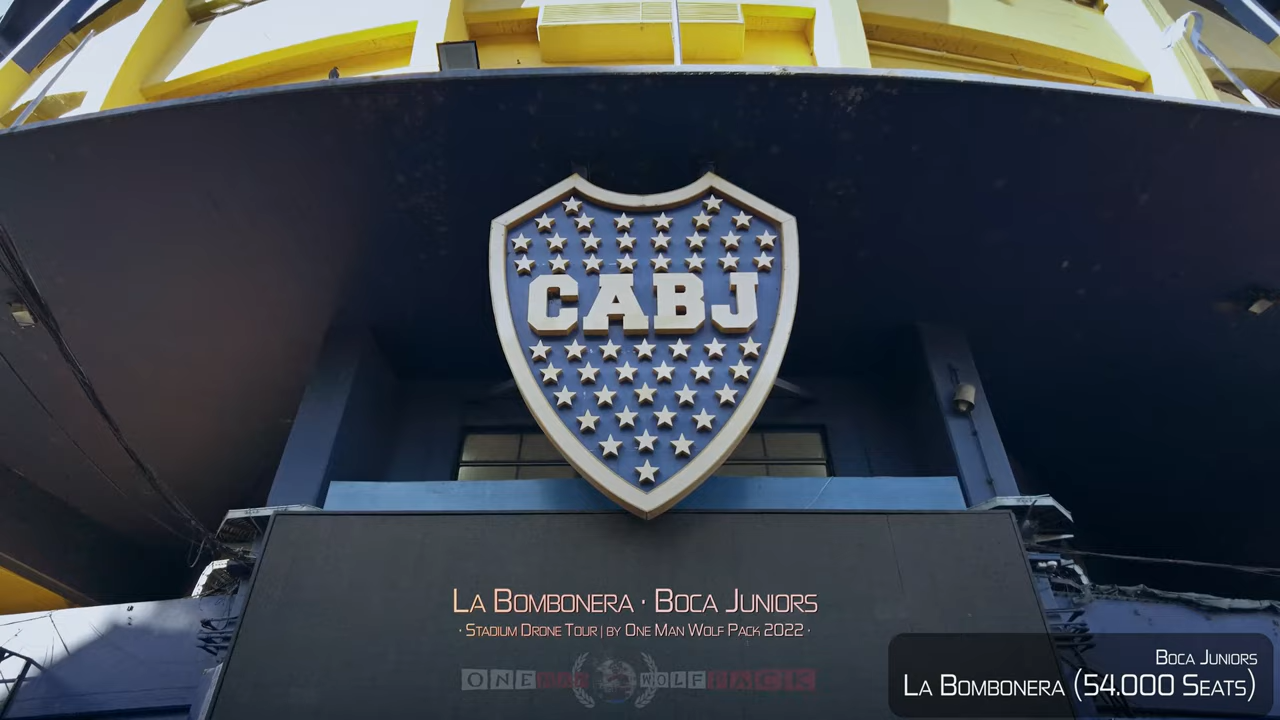 CABJ
La Bombonera · Boca Juniors
· Stadium Drone Tour | by One Man Wolf Pack 2022 ·
ONE MAN WOLF PACK
Boca Juniors
La Bombonera (54.000 Seats)